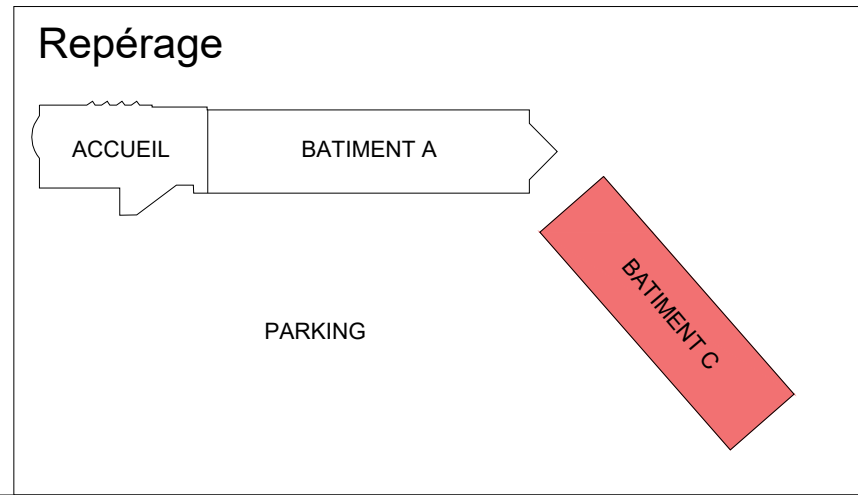 Repérage
ACCUEIL
BATIMENT A
BATIMENT C
PARKING